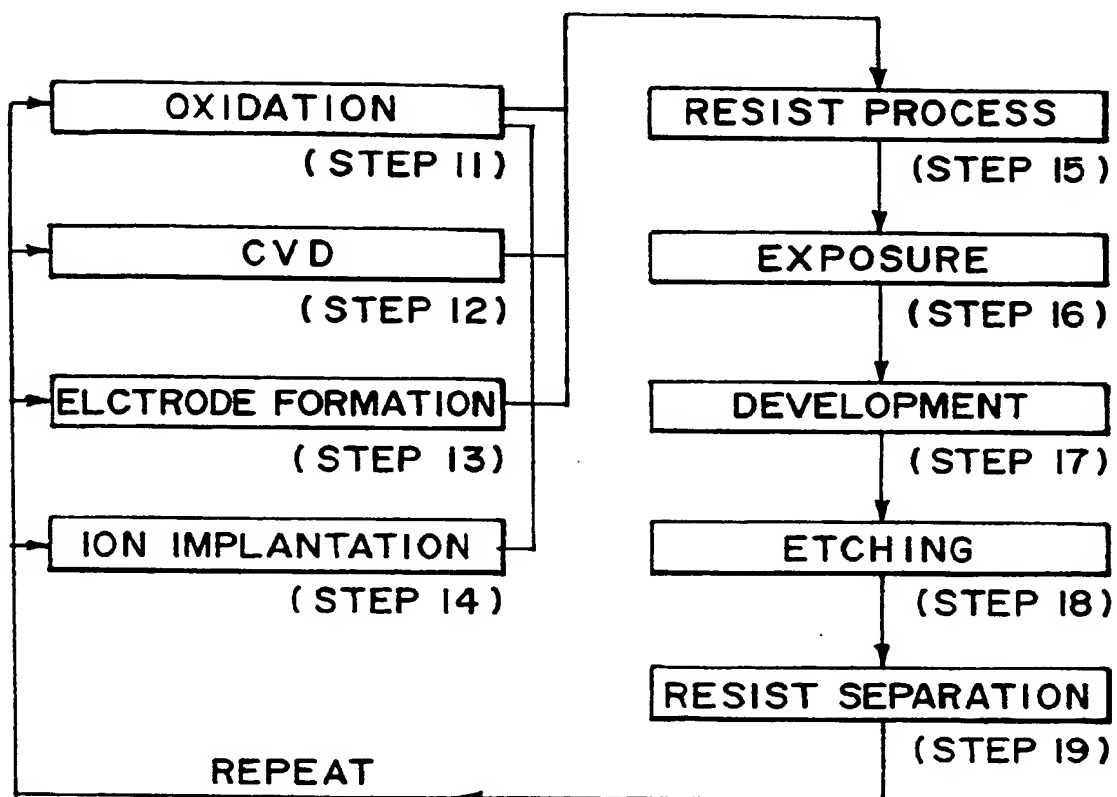 OXIDATION
(STEP 11)
CVD
(STEP 12)
ELCTRODE FORMATION
(STEP 13)
ION IMPLANTATION
(STEP 14)
RESIST PROCESS
(STEP 15)
EXPOSURE
(STEP 16)
DEVELOPMENT
(STEP 17)
ETCHING
(STEP 18)
RESIST SEPARATION
(STEP 19)
REPEAT